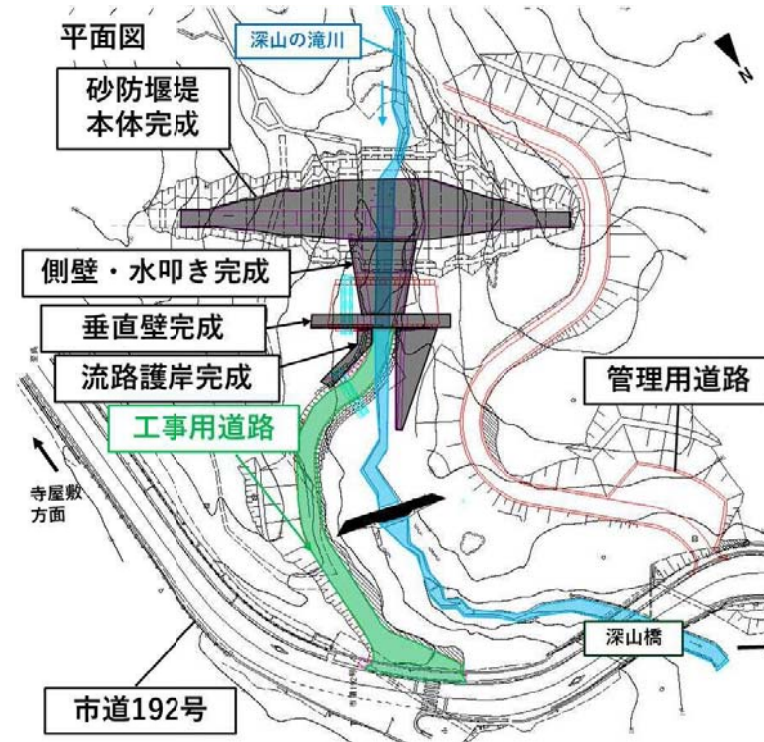 平面図
深山の滝川
N
砂防堰堤
本体完成
側壁・水叩き完成
垂直壁完成
流路護岸完成
工事用道路
管理用道路
寺屋敷
方面
深山橋
市道192号